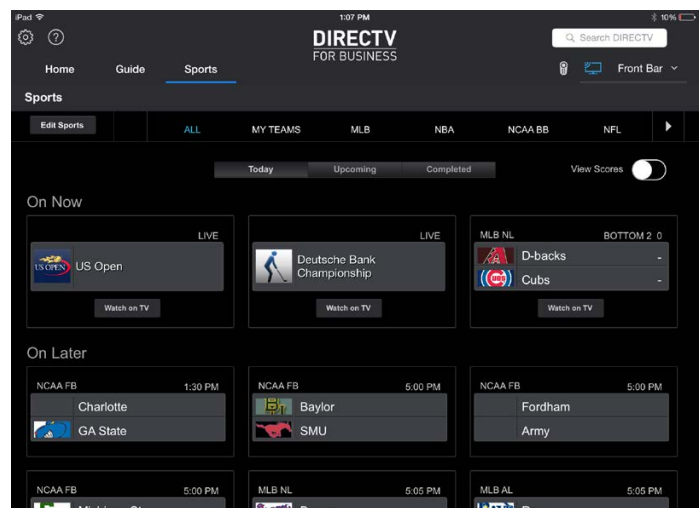 iPad 1:07 PM 10%
DIRECTV
FOR BUSINESS
Search DIRECTV
Home Guide Sports Front Bar
Sports
Edit Sports ALL MY TEAMS MLB NBA NCAA BB NFL
Today Upcoming Completed View Scores
On Now
LIVE
US OPEN US Open
Watch on TV
LIVE
Deutsche Bank
Championship
Watch on TV
MLB NL BOTTOM 2 0
D-backs -
Cubs -
Watch on TV
On Later
NCAA FB 1:30 PM
Charlotte
GA State
NCAA FB 5:00 PM
Baylor
SMU
NCAA FB 5:00 PM
Fordham
Army
NCAA FB 5:00 PM
MLB NL 5:05 PM
MLB AL 5:05 PM